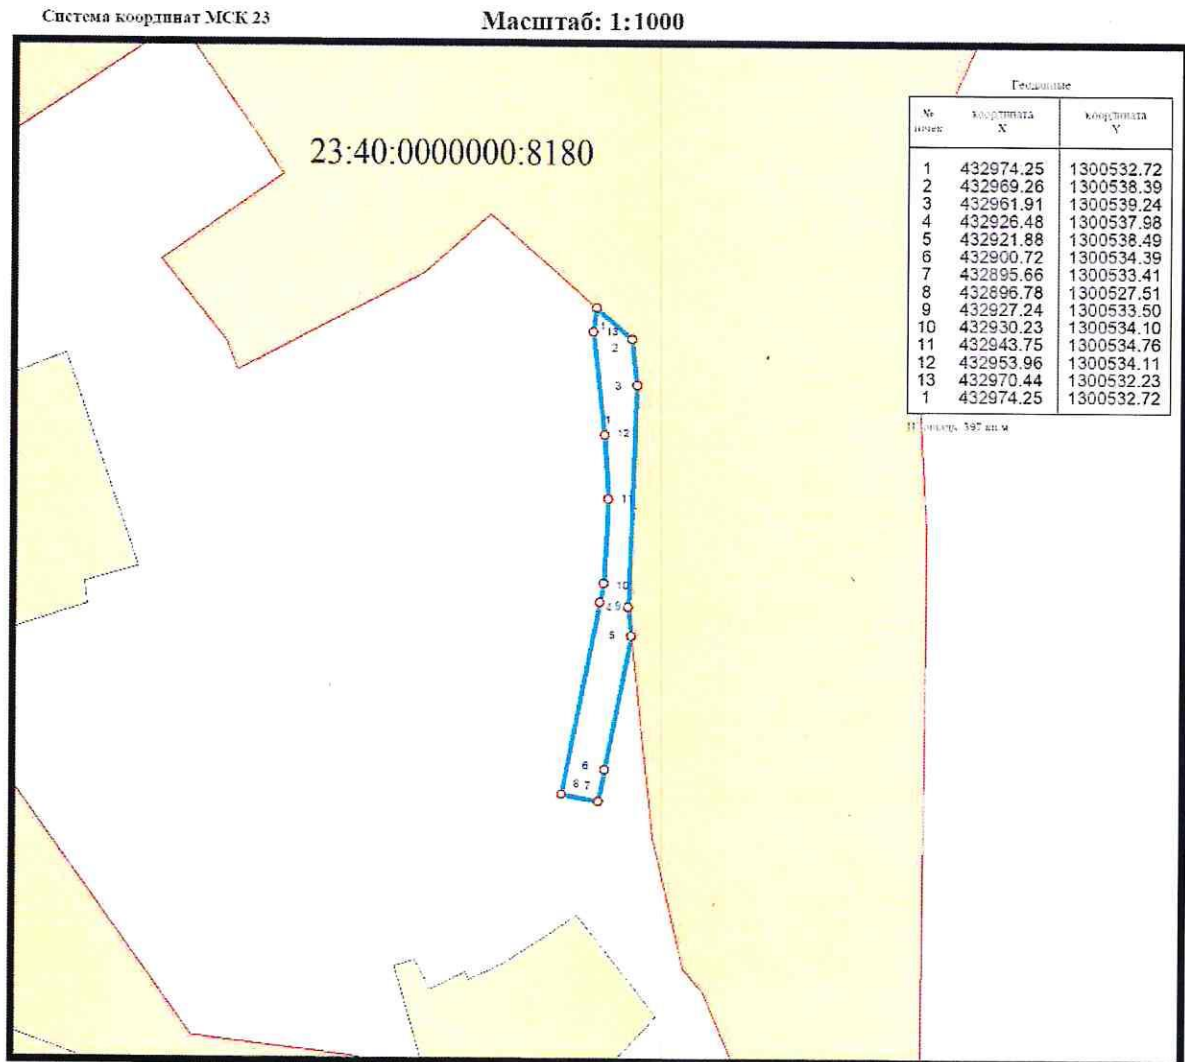 Система координат МСК 23
Масштаб: 1:1000
Геоданные
№ точек координата X координата Y
1 432974.25 1300532.72
2 432969.26 1300538.39
3 432961.91 1300539.24
4 432926.48 1300537.98
5 432921.88 1300538.49
6 432900.72 1300534.39
7 432895.66 1300533.41
8 432896.78 1300527.51
9 432927.24 1300533.50
10 432930.23 1300534.10
11 432943.75 1300534.76
12 432953.96 1300534.11
13 432970.44 1300532.23
1 432974.25 1300532.72
Площадь 397 кв м
23:40:0000000:8180
1
13
2
3
1
12
11
10
4 9
5
6
8 7